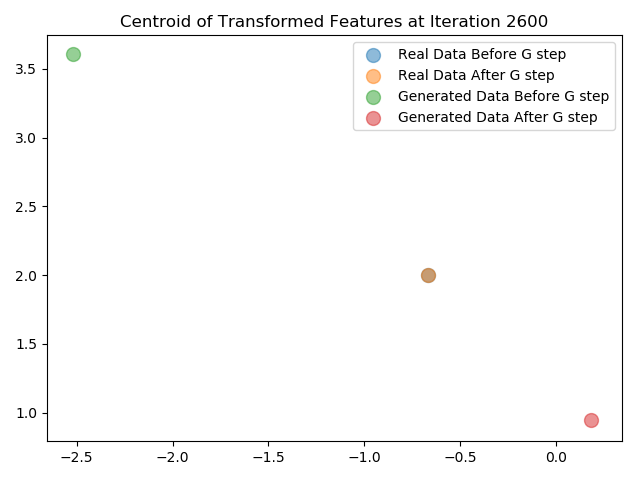 Centroid of Transformed Features at Iteration 2600
Real Data Before G step
Real Data After G step
Generated Data Before G step
Generated Data After G step
3.5
3.0
2.5
2.0
1.5
1.0
−2.5 −2.0 −1.5 −1.0 −0.5 0.0